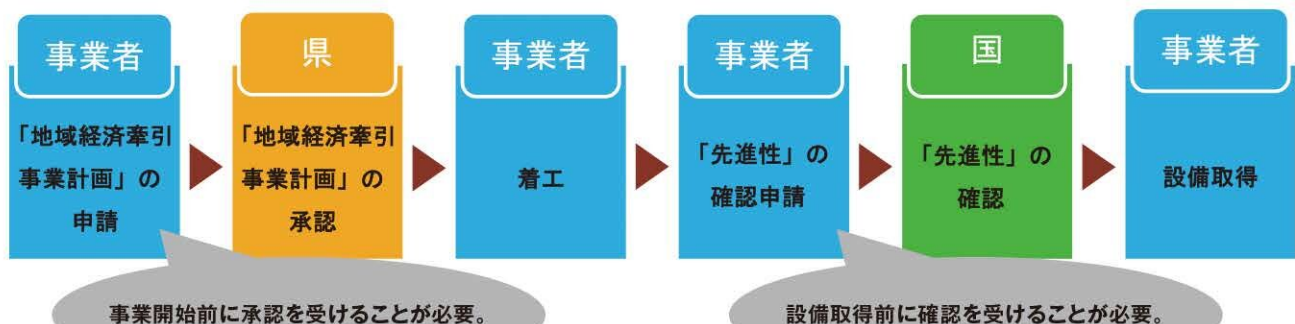 事業者
「地域経済牽引
事業計画」の
申請
県
「地域経済牽引
事業計画」の
承認
事業者
着工
事業者
「先進性」の
確認申請
国
「先進性」の
確認
事業者
設備取得
事業開始前に承認を受けることが必要。
設備取得前に確認を受けることが必要。